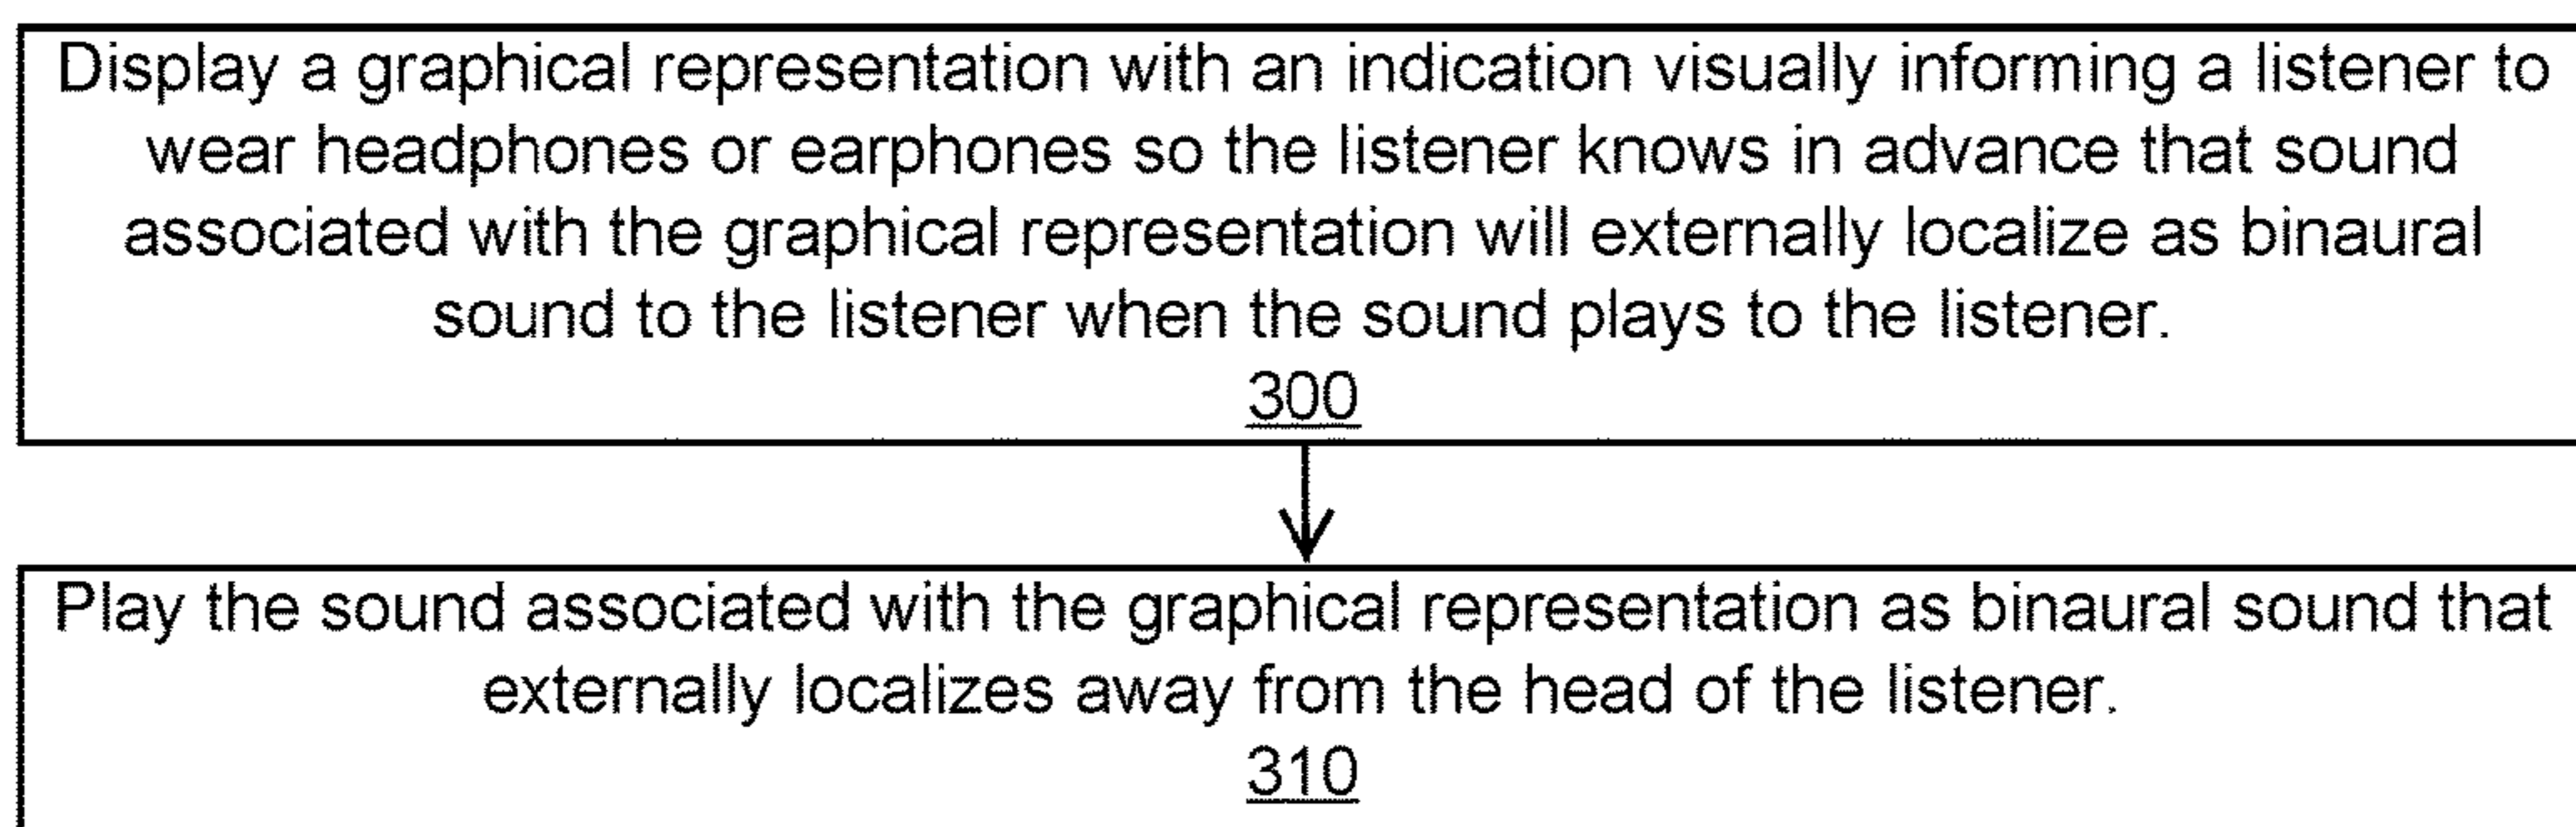 Display a graphical representation with an indication visually informing a listener to
wear headphones or earphones so the listener knows in advance that sound
associated with the graphical representation will externally localize as binaural
sound to the listener when the sound plays to the listener.
300
Play the sound associated with the graphical representation as binaural sound that
externally localizes away from the head of the listener.
310